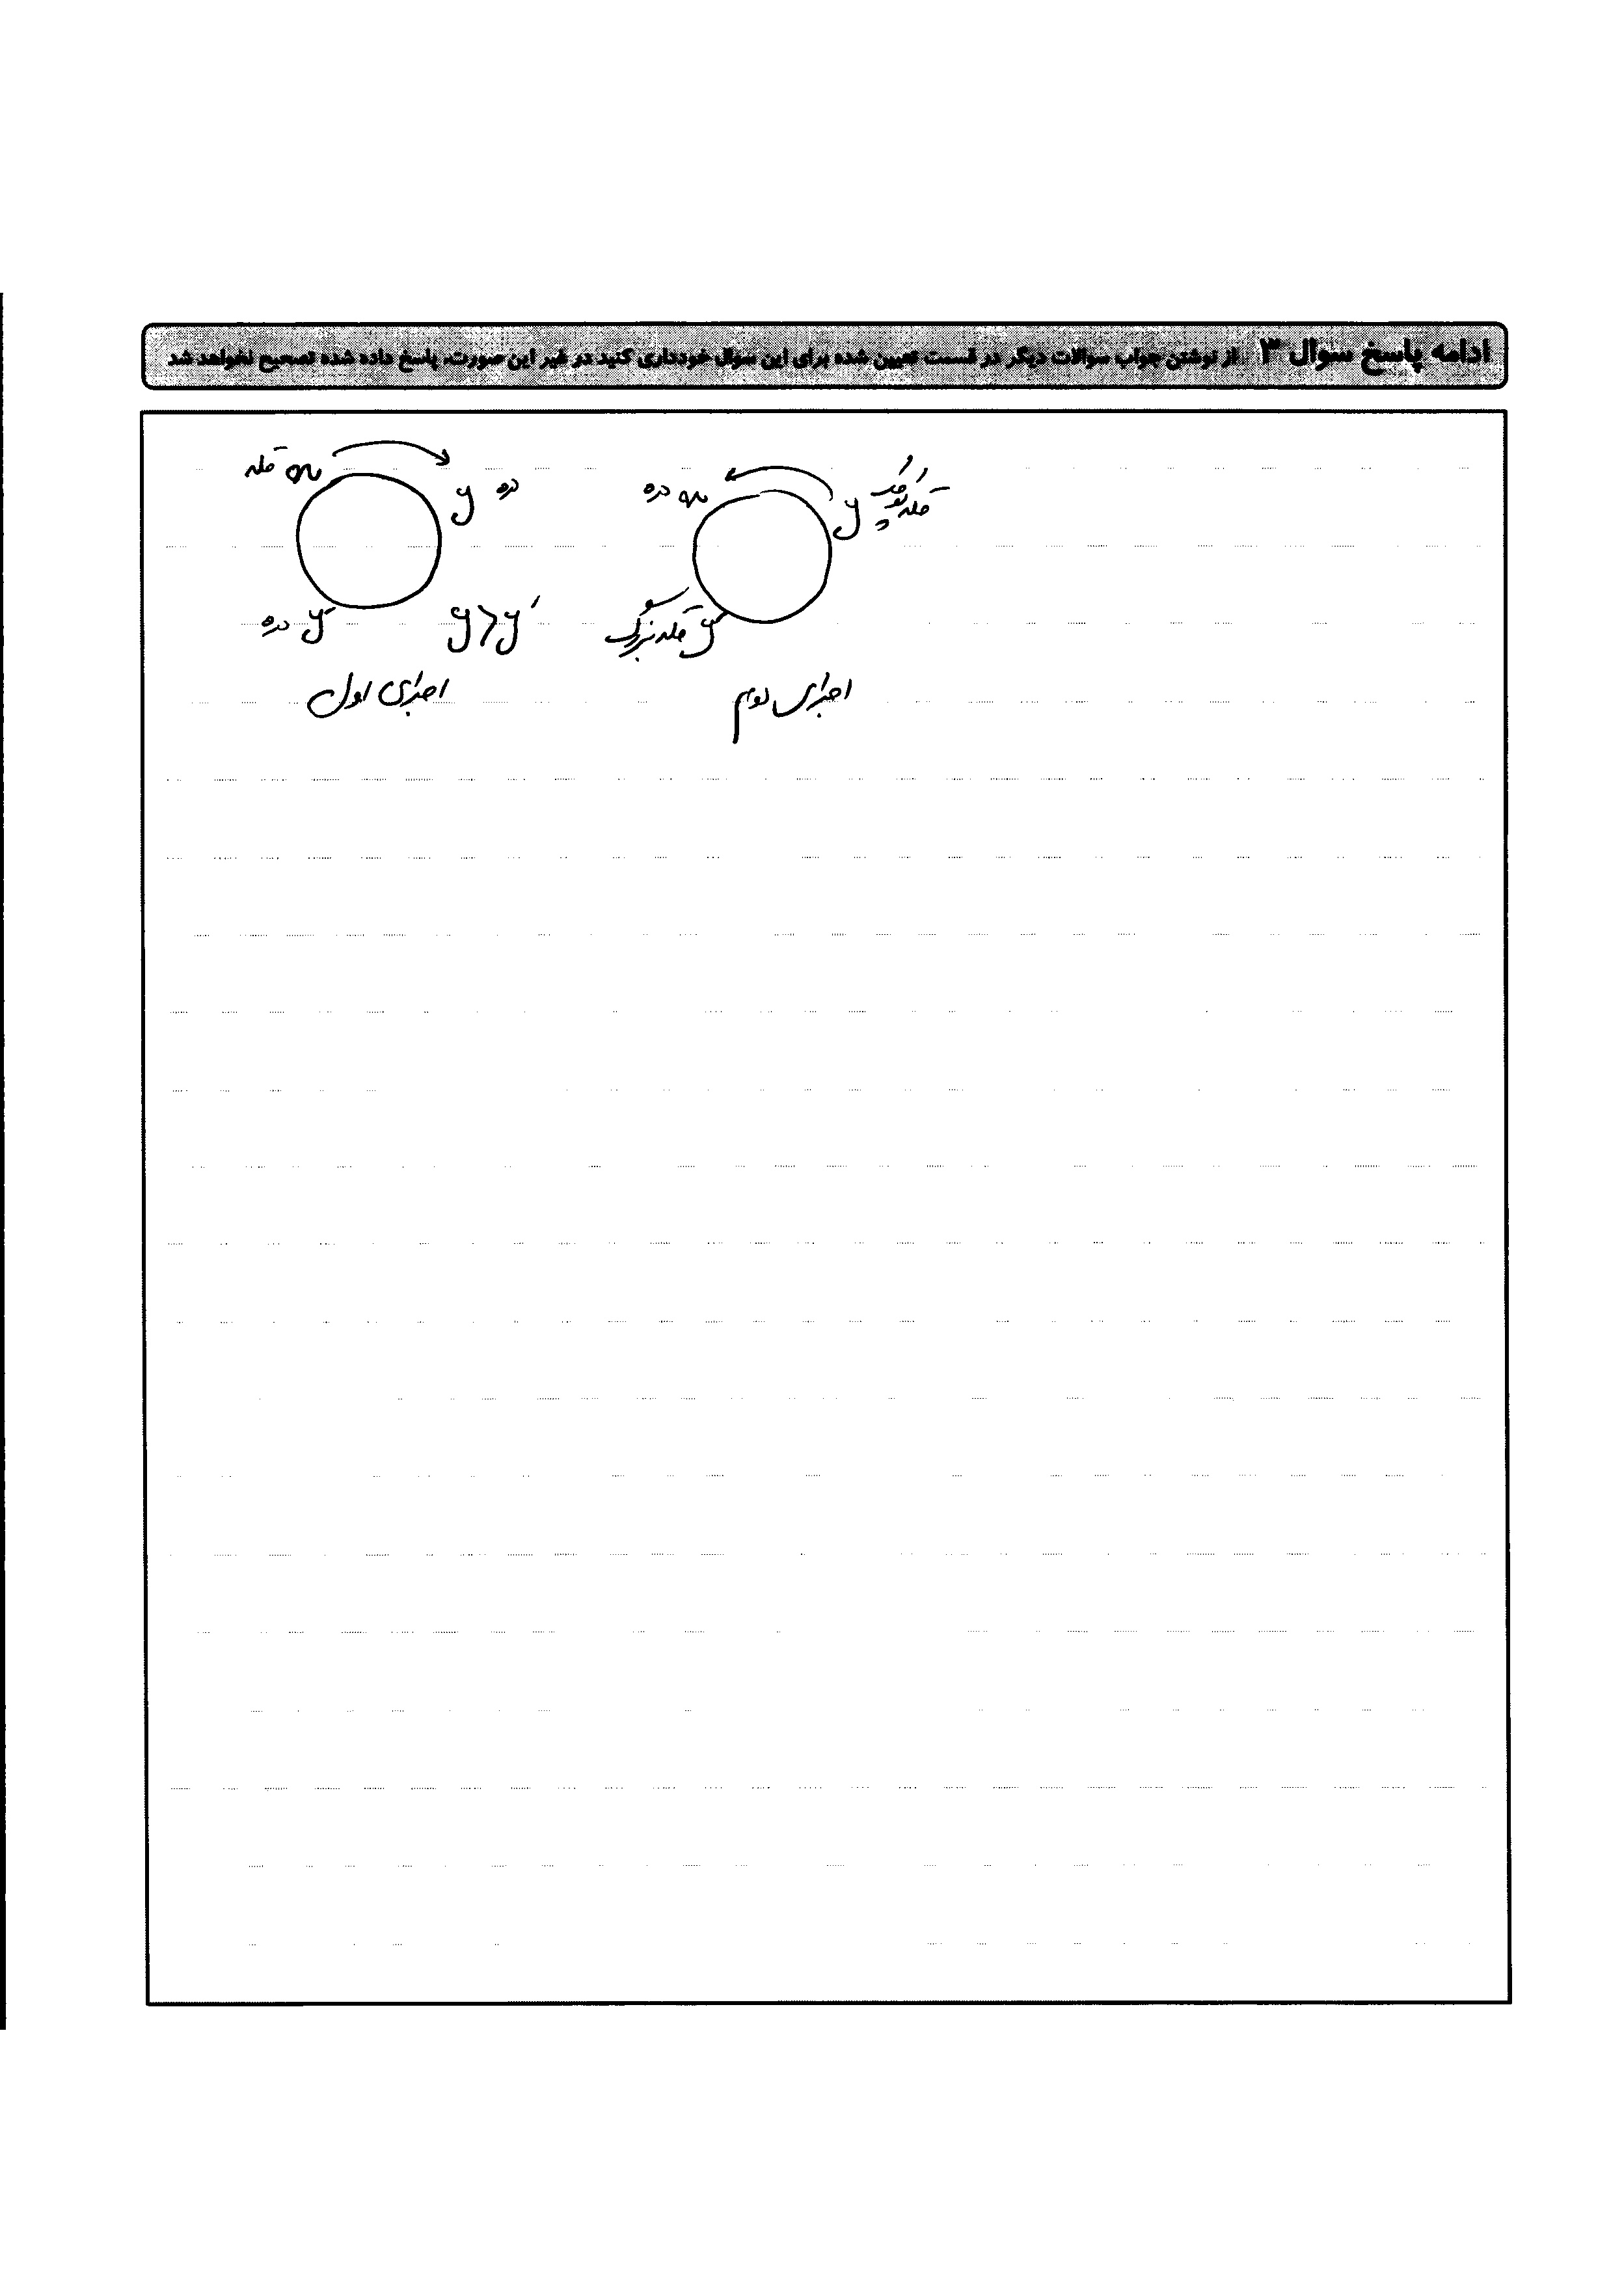 ادامه پاسخ سوال ۳ از نوشتن جواب سوالات دیگر در قسمت تعیین شده برای این سوال خودداری کنید در غیر این صورت، پاسخ داده شده تصحیح نخواهد شد
قله x
y دره
y' دره
y > y'
اجرای اول
دره x
y قله کوچک
قله بزرگ y'
اجرای دوم